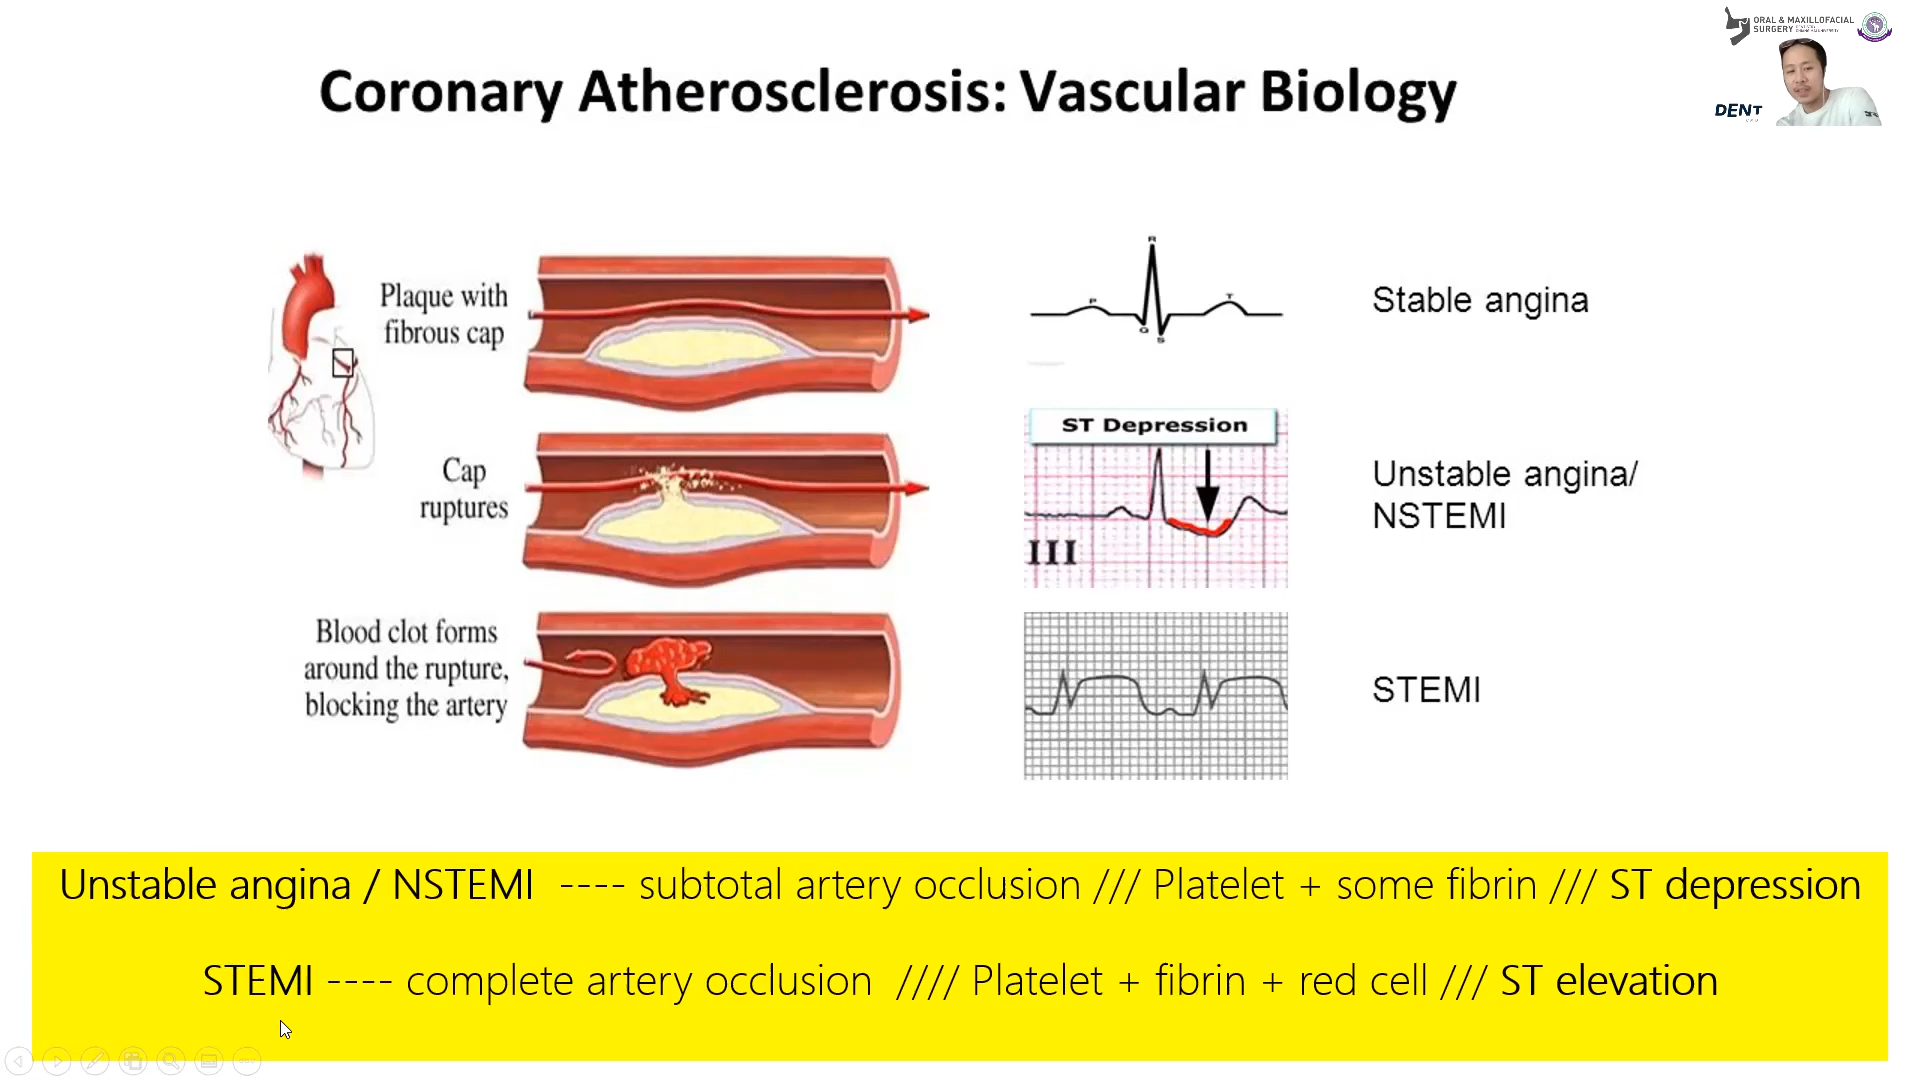 ORAL & MAXILLOFACIAL
SURGERY
DENT
Coronary Atherosclerosis: Vascular Biology
Plaque with
fibrous cap
R
P
T
Q
S
Stable angina
Cap
ruptures
ST Depression
III
Unstable angina/
NSTEMI
Blood clot forms
around the rupture,
blocking the artery
STEMI
Unstable angina / NSTEMI ---- subtotal artery occlusion /// Platelet + some fibrin /// ST depression
STEMI ---- complete artery occlusion //// Platelet + fibrin + red cell /// ST elevation